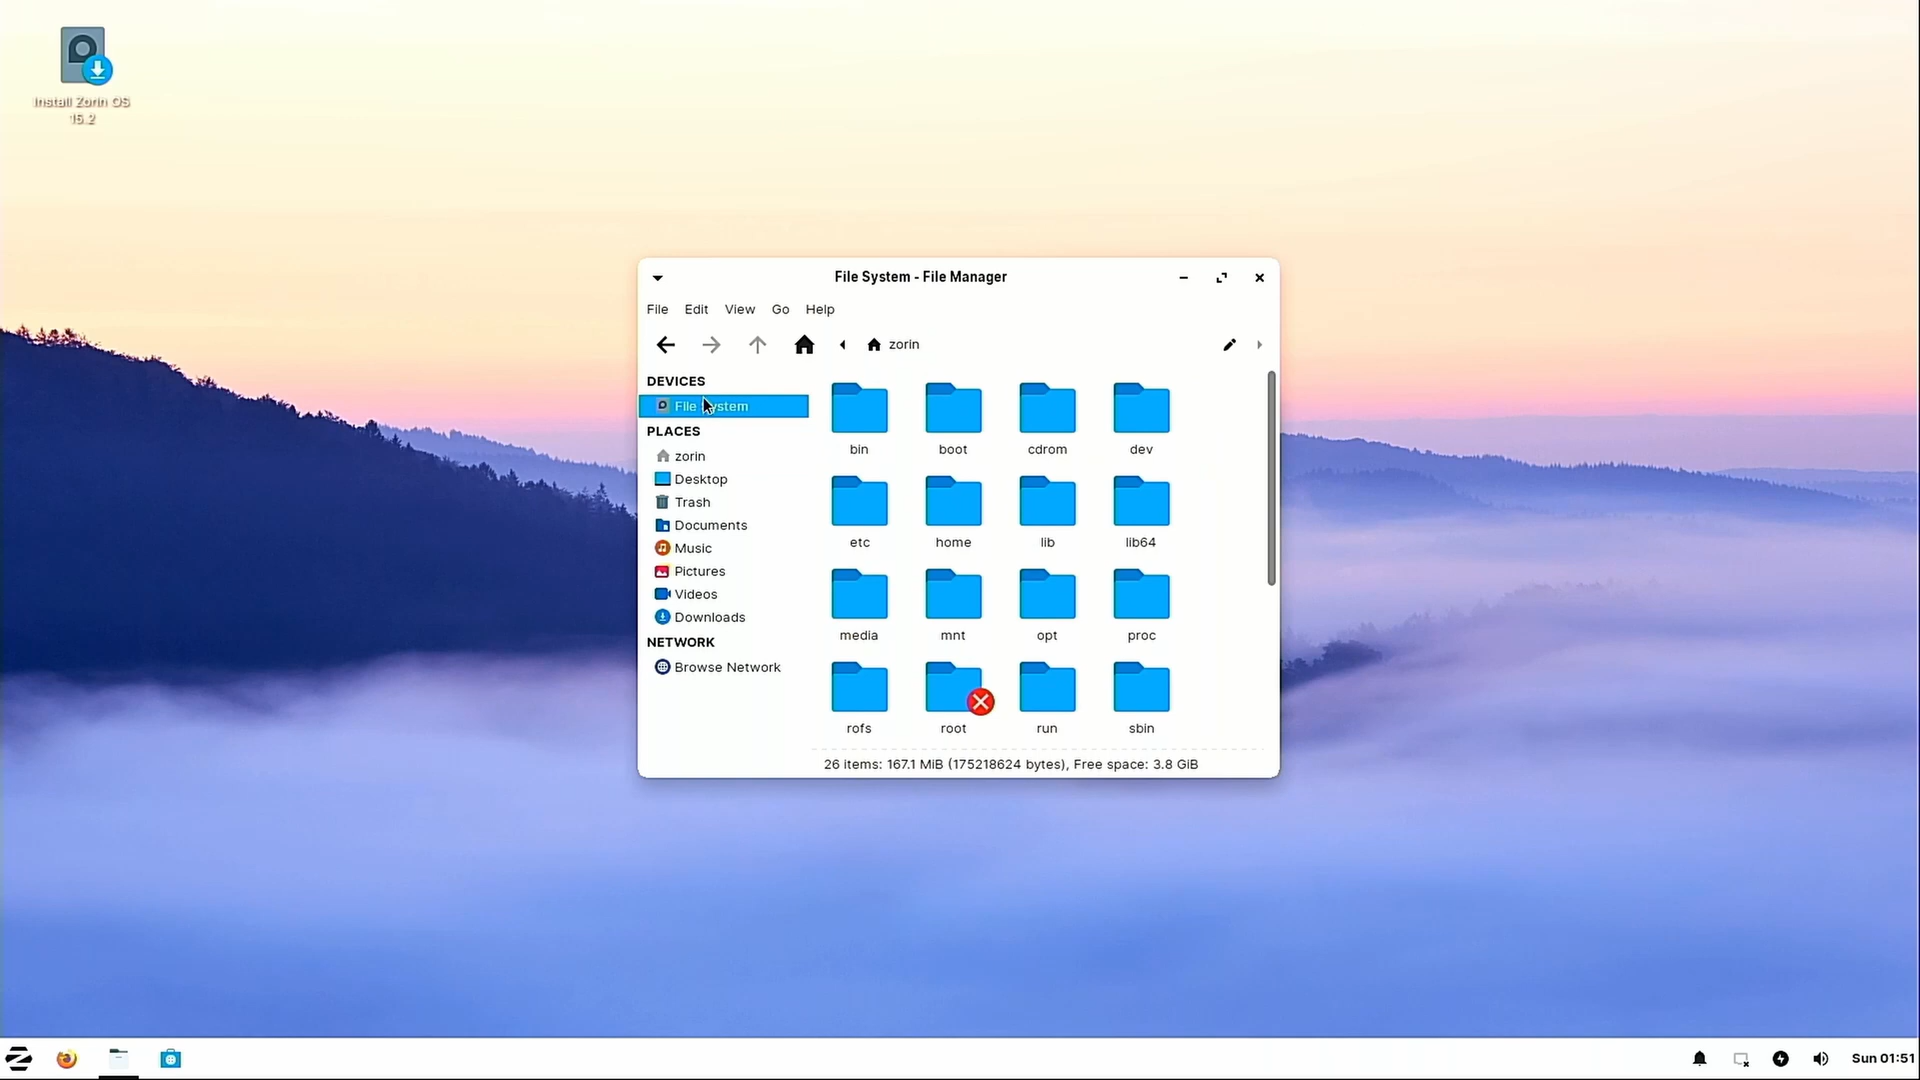 Install Zorin OS
15.2
File System - File Manager
File Edit View Go Help
zorin
DEVICES
File System
PLACES
zorin
Desktop
Trash
Documents
Music
Pictures
Videos
Downloads
NETWORK
Browse Network
bin boot cdrom dev
etc home lib lib64
media mnt opt proc
rofs root run sbin
26 items: 167.1 MiB (175218624 bytes), Free space: 3.8 GiB
Sun 01:51